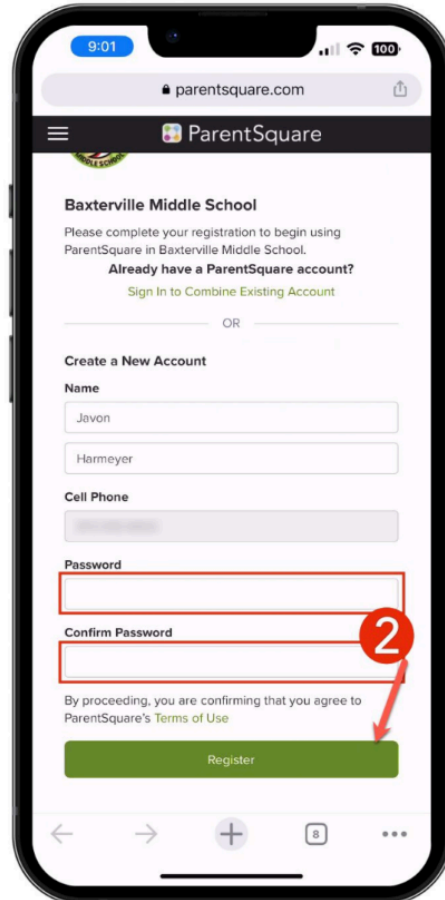 9:01
100
parentsquare.com
ParentSquare
MIDDLE SCHOOL
Baxterville Middle School
Please complete your registration to begin using
ParentSquare in Baxterville Middle School.
Already have a ParentSquare account?
Sign In to Combine Existing Account
OR
Create a New Account
Name
Javon
Harmeyer
Cell Phone
Password
Confirm Password
2
By proceeding, you are confirming that you agree to
ParentSquare's Terms of Use
Register
8